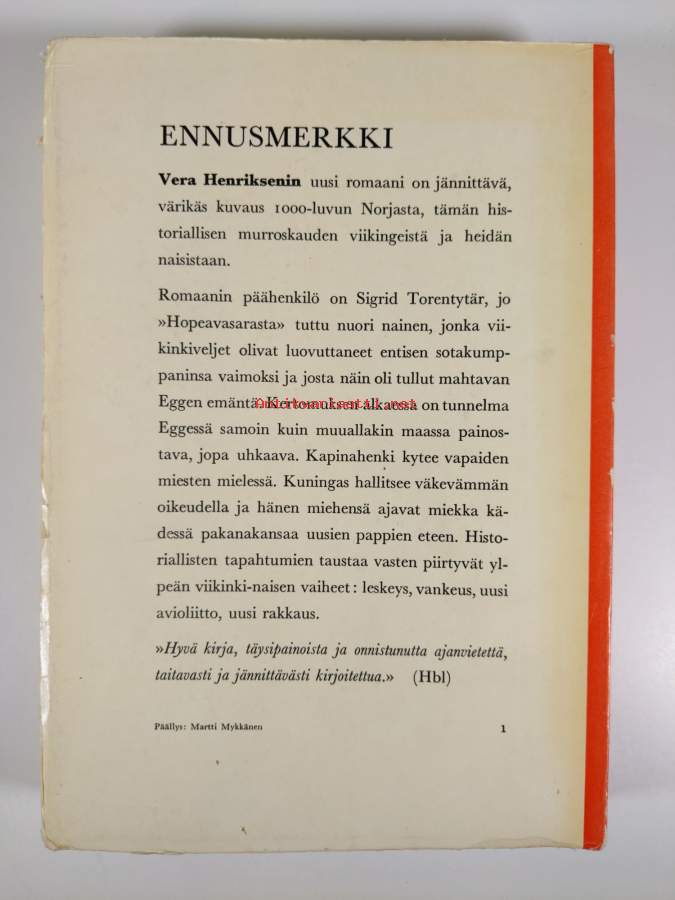 ENNUSMERKKI
Vera Henriksenin uusi romaani on jännittävä,
värikäs kuvaus 1000-luvun Norjasta, tämän his-
toriallisen murroskauden viikingeistä ja heidän
naisistaan.
Romaanin päähenkilö on Sigrid Torentytär, jo
»Hopeavasarasta» tuttu nuori nainen, jonka vii-
kinkiveljet olivat luovuttaneet entisen sotakump-
paninsa vaimoksi ja josta näin oli tullut mahtavan
Eggen emäntä. Kertomuksen alkaessa on tunnelma
Eggessä samoin kuin muuallakin maassa painos-
tava, jopa uhkaava. Kapinahenki kytee vapaiden
miesten mielessä. Kuningas hallitsee väkevämmän
oikeudella ja hänen miehensä ajavat miekka kä-
dessä pakanakansaa uusien pappien eteen. Histo-
riallisten tapahtumien taustaa vasten piirtyvät yl-
peän viikinki-naisen vaiheet: leskeys, vankeus, uusi
avioliitto, uusi rakkaus.
»Hyvä kirja, täysipainoista ja onnistunutta ajanvietettä,
taitavasti ja jännittävästi kirjoitettua.» (Hbl)
Päällys: Martti Mykkänen 1